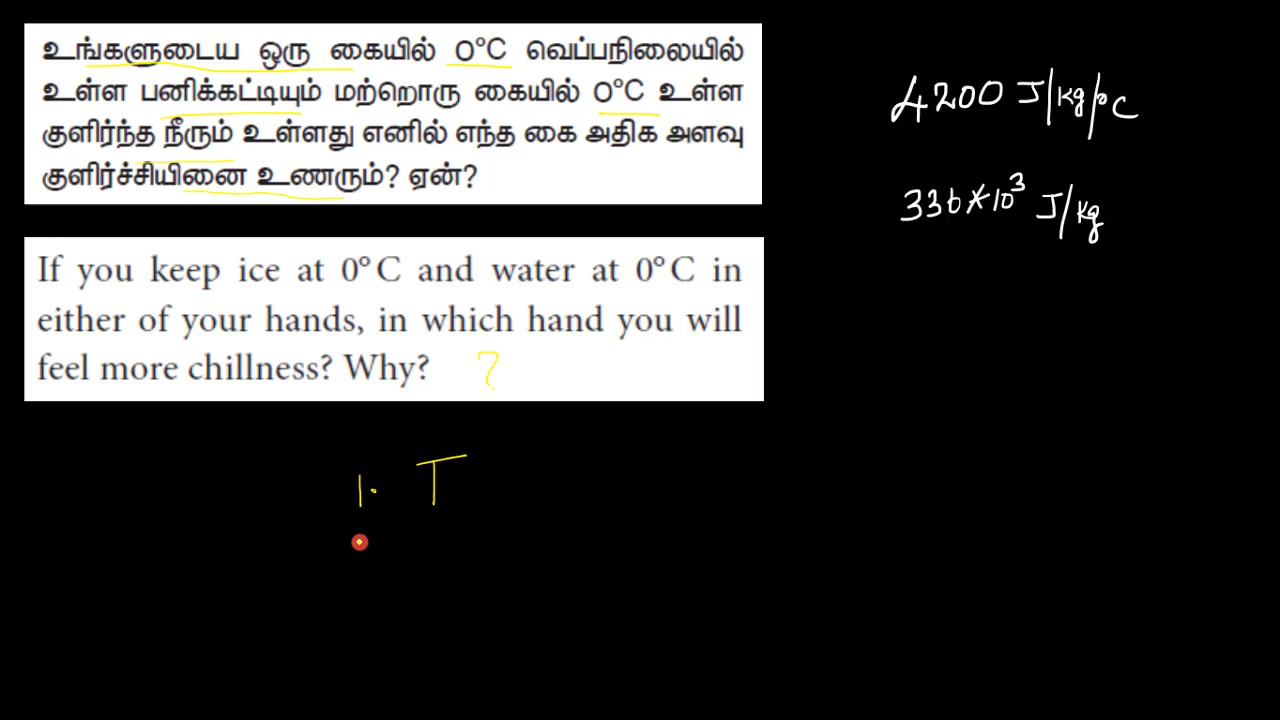 உங்களுடைய ஒரு கையில் 0°C வெப்பநிலையில்
உள்ள பனிக்கட்டியும் மற்றொரு கையில் 0°C உள்ள
குளிர்ந்த நீரும் உள்ளது எனில் எந்த கை அதிக அளவு
குளிர்ச்சியினை உணரும்? ஏன்?
If you keep ice at 0° C and water at 0° C in
either of your hands, in which hand you will
feel more chillness? Why? ?
4200 J/kg/°C
336*10³ J/kg
1. T